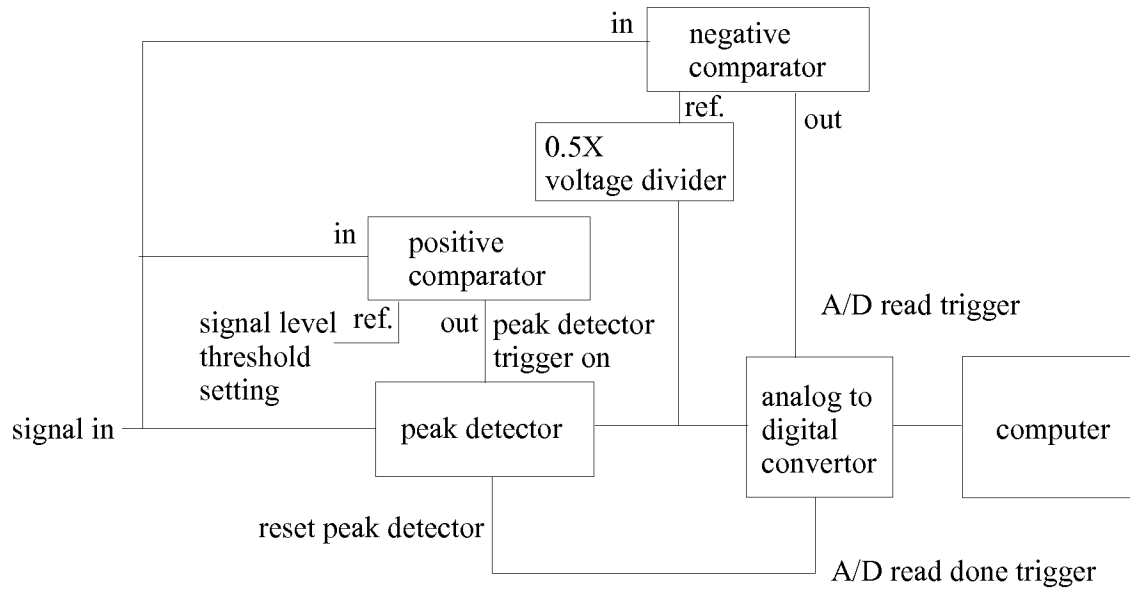 in
negative
comparator
ref.
out
0.5X
voltage divider
in
positive
comparator
signal level
threshold
setting
ref.
out
peak detector
trigger on
A/D read trigger
signal in
peak detector
analog to
digital
convertor
computer
reset peak detector
A/D read done trigger